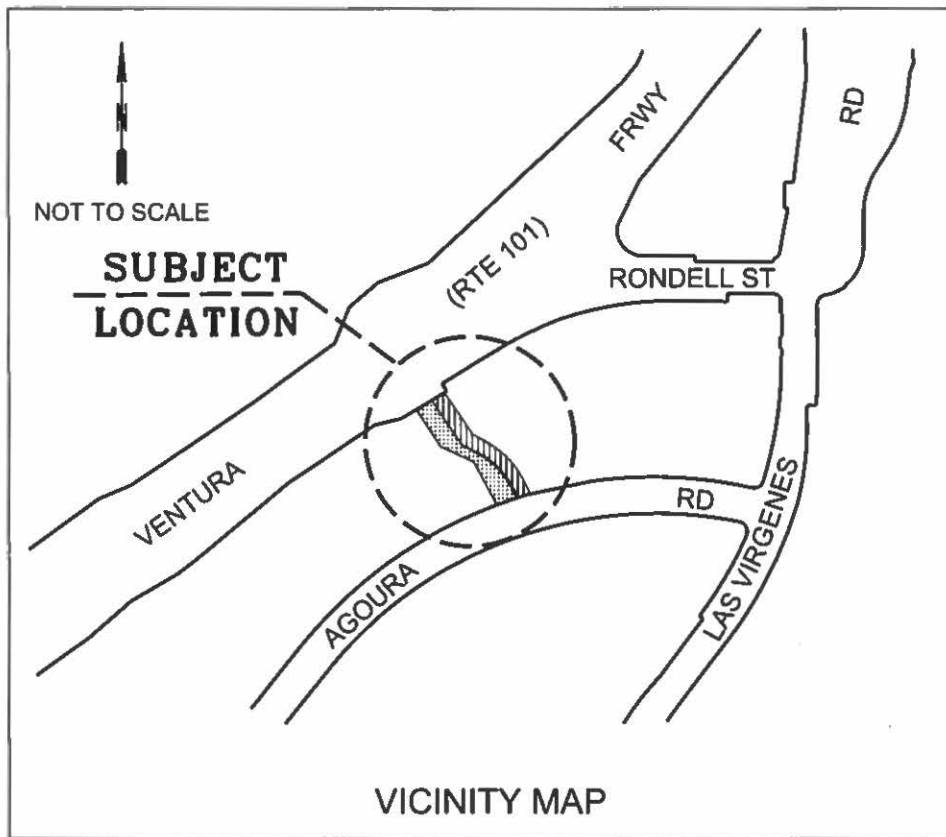 N
NOT TO SCALE
SUBJECT
LOCATION
VENTURA
(RTE 101)
FRWY
RD
RONDELL ST
AGOURA
RD
LAS VIRGENES
VICINITY MAP